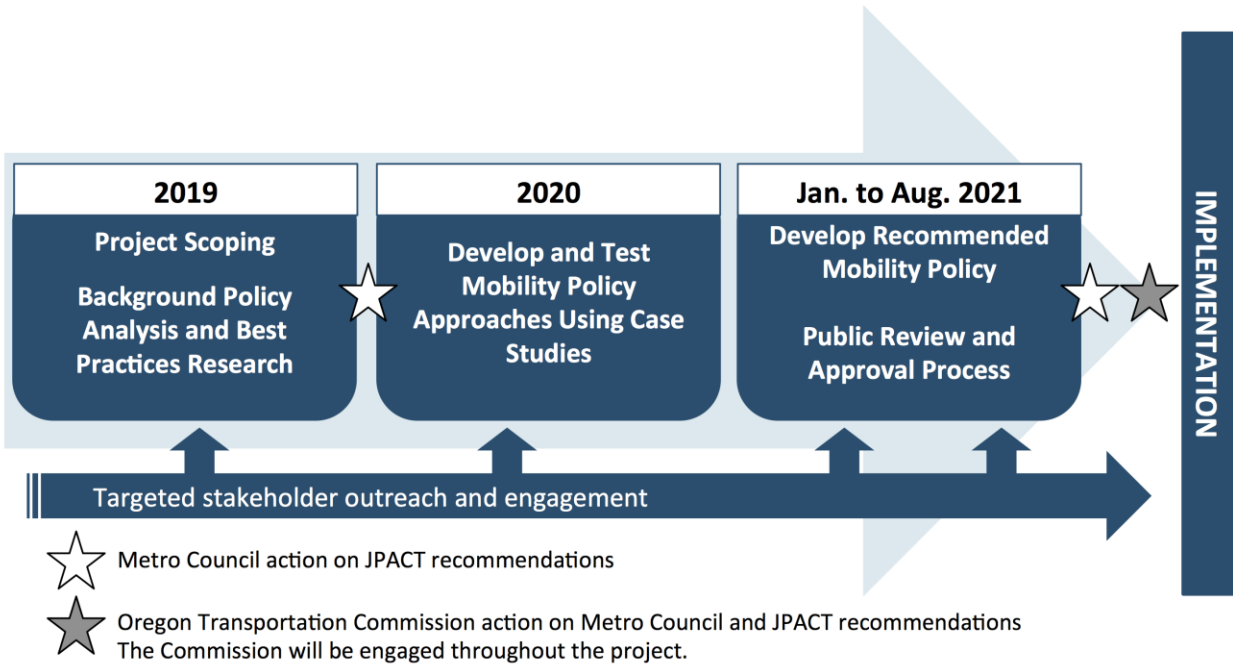 2019
Project Scoping
Background Policy
Analysis and Best
Practices Research
2020
Develop and Test
Mobility Policy
Approaches Using Case
Studies
Jan. to Aug. 2021
Develop Recommended
Mobility Policy
Public Review and
Approval Process
IMPLEMENTATION
Targeted stakeholder outreach and engagement
Metro Council action on JPACT recommendations
Oregon Transportation Commission action on Metro Council and JPACT recommendations
The Commission will be engaged throughout the project.